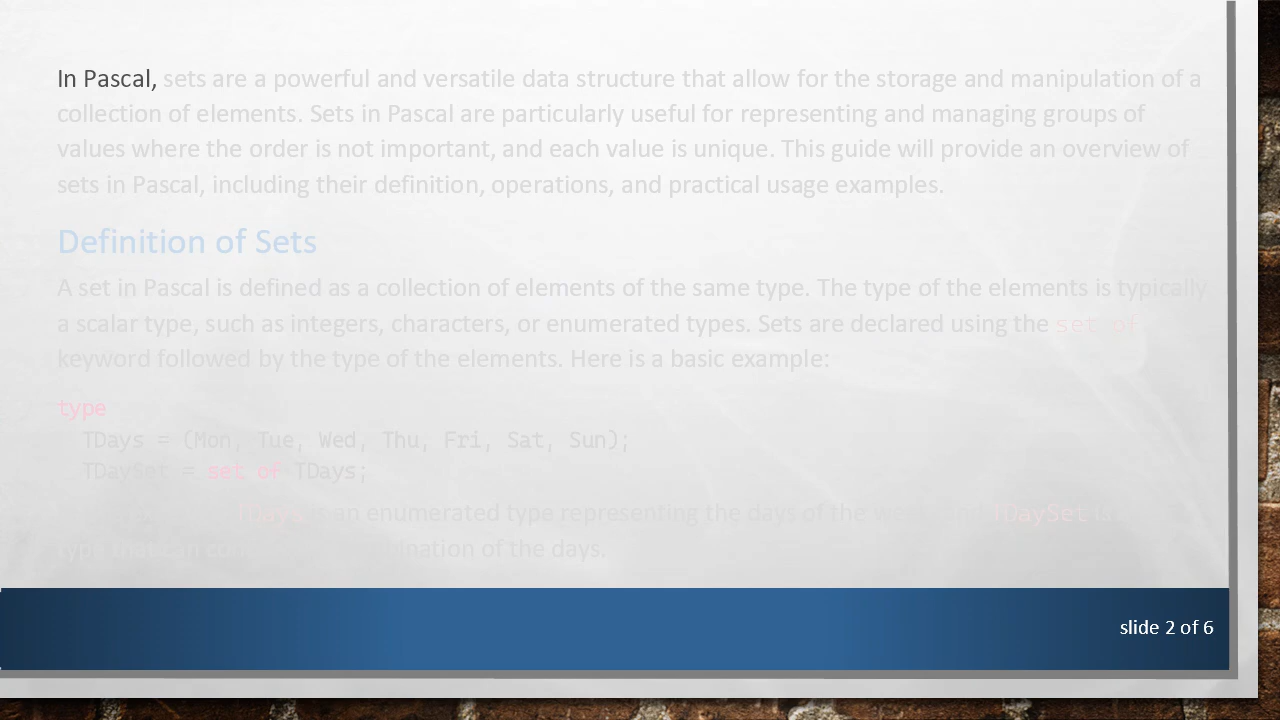 In Pascal, sets are a powerful and versatile data structure that allow for the storage and manipulation of a
collection of elements. Sets in Pascal are particularly useful for representing and managing groups of
values where the order is not important, and each value is unique. This guide will provide an overview of
sets in Pascal, including their definition, operations, and practical usage examples.
Definition of Sets
A set in Pascal is defined as a collection of elements of the same type. The type of the elements is typically
a scalar type, such as integers, characters, or enumerated types. Sets are declared using the set of
keyword followed by the type of the elements. Here is a basic example:
type
TDays = (Mon, Tue, Wed, Thu, Fri, Sat, Sun);
TDaySet = set of TDays;
TDays is an enumerated type representing the days of the week, and TDaySet is
type that can combination of the days.
slide 2 of 6